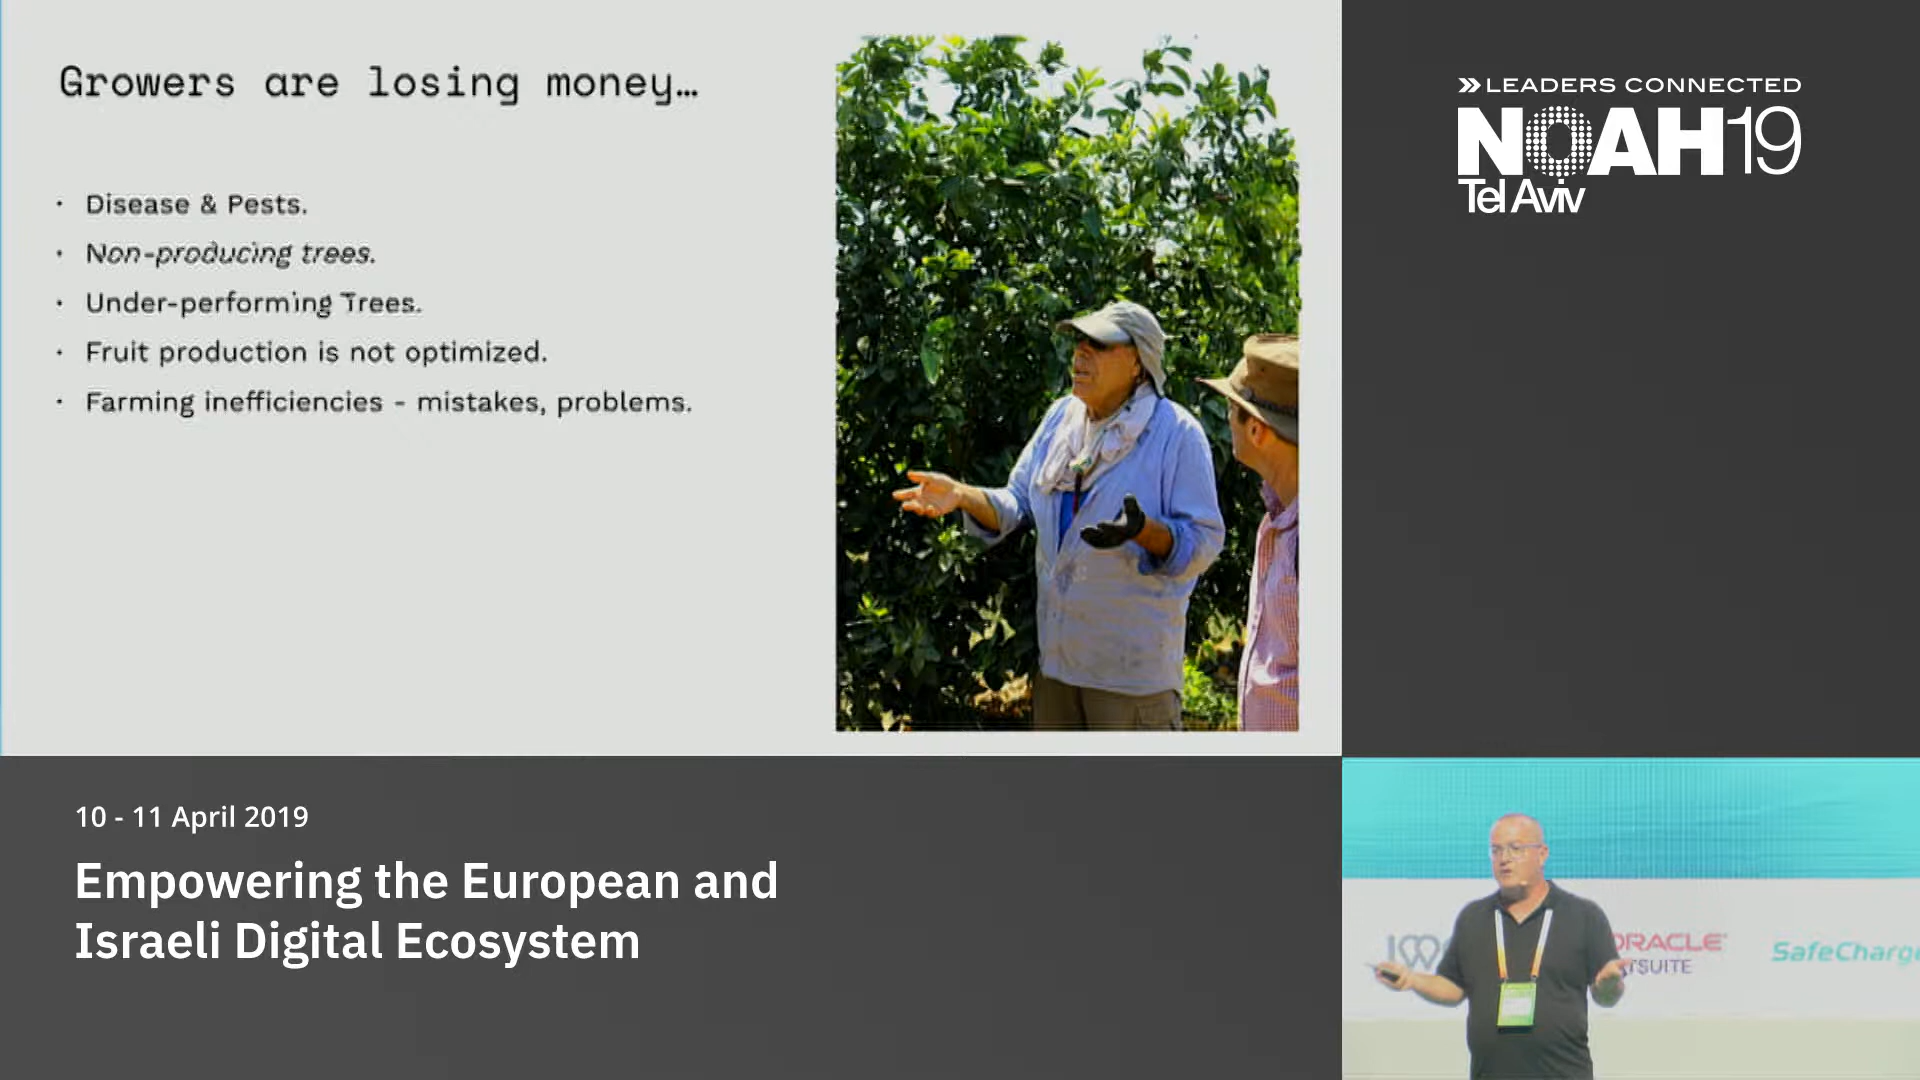 Growers are losing money…
· Disease & Pests.
· Non-producing trees.
· Under-performing Trees.
· Fruit production is not optimized.
· Farming inefficiencies - mistakes, problems.
LEADERS CONNECTED
NOAH19
Tel Aviv
10 - 11 April 2019
Empowering the European and
Israeli Digital Ecosystem
ORACLE
SafeCharge